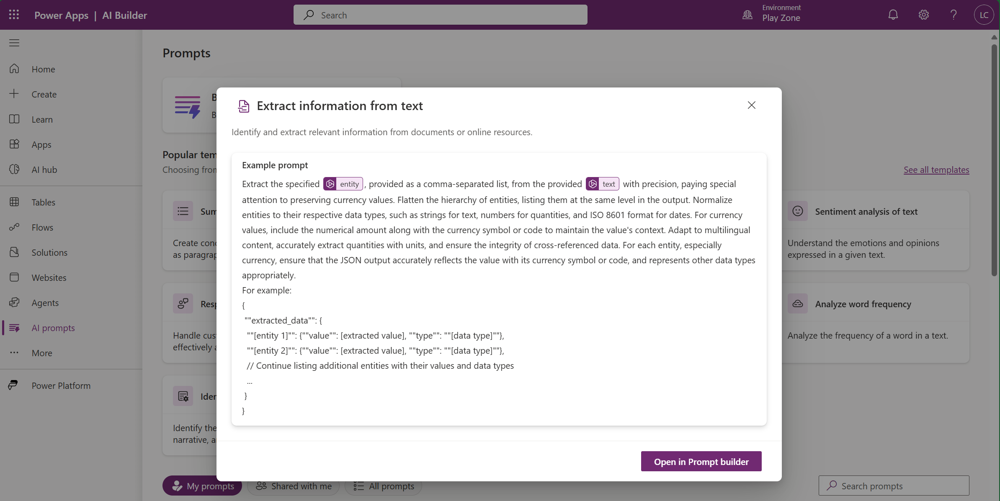 Power Apps | AI Builder
Search
Environment
Play Zone
LC
Home
Create
Learn
Apps
AI hub
Tables
Flows
Solutions
Websites
Agents
AI prompts
More
Power Platform
Prompts
B
B
Popular tem
Choosing fron
See all templates
Sum
Create conc
as paragrap
Resp
Handle cus
effectively a
Iden
Identify the
narrative, a
Sentiment analysis of text
Understand the emotions and opinions
expressed in a given text.
Analyze word frequency
Analyze the frequency of a word in a text.
Extract information from text
Identify and extract relevant information from documents or online resources.
Example prompt
Extract the specified entity, provided as a comma-separated list, from the provided text with precision, paying special
attention to preserving currency values. Flatten the hierarchy of entities, listing them at the same level in the output. Normalize
entities to their respective data types, such as strings for text, numbers for quantities, and ISO 8601 format for dates. For currency
values, include the numerical amount along with the currency symbol or code to maintain the value's context. Adapt to multilingual
content, accurately extract quantities with units, and ensure the integrity of cross-referenced data. For each entity, especially
currency, ensure that the JSON output accurately reflects the value with its currency symbol or code, and represents other data types
appropriately.
For example:
{
""extracted_data"": {
""[entity 1]"": {""value"": [extracted value], ""type"": ""[data type]""},
""[entity 2]"": {""value"": [extracted value], ""type"": ""[data type]""},
// Continue listing additional entities with their values and data types
...
}
}
Open in Prompt builder
My prompts
Shared with me
All prompts
Search prompts